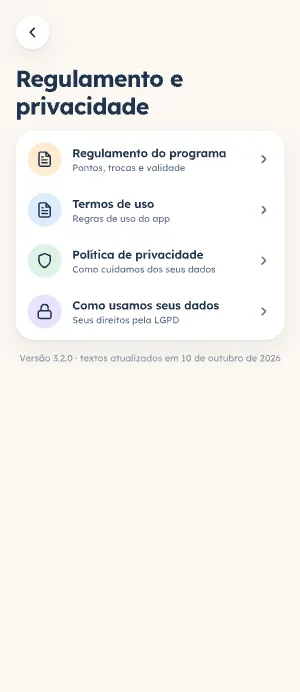 Regulamento e
privacidade
Regulamento do programa
Pontos, trocas e validade
Termos de uso
Regras de uso do app
Política de privacidade
Como cuidamos dos seus dados
Como usamos seus dados
Seus direitos pela LGPD
Versão 3.2.0 · textos atualizados em 10 de outubro de 2026